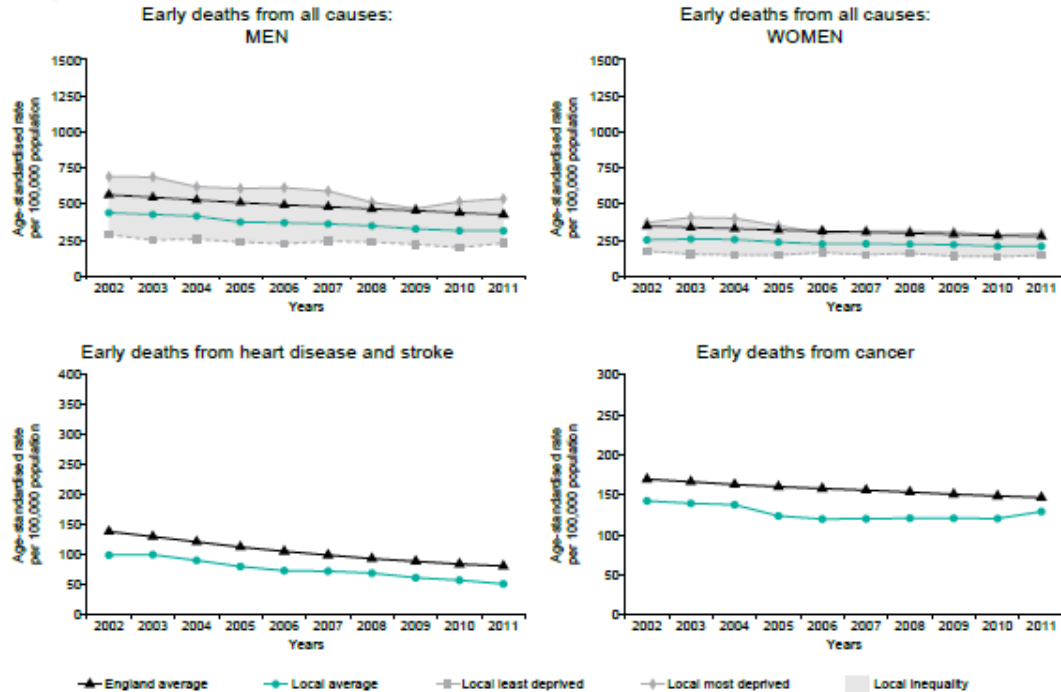 Early deaths from all causes:
MEN
Age-standardised rate
per 100,000 population
1500
1250
1000
750
500
250
0
2002 2003 2004 2005 2006 2007 2008 2009 2010 2011
Years
Early deaths from all causes:
WOMEN
Age-standardised rate
per 100,000 population
1500
1250
1000
750
500
250
0
2002 2003 2004 2005 2006 2007 2008 2009 2010 2011
Years
Early deaths from heart disease and stroke
Age-standardised rate
per 100,000 population
400
350
300
250
200
150
100
50
0
2002 2003 2004 2005 2006 2007 2008 2009 2010 2011
Years
Early deaths from cancer
Age-standardised rate
per 100,000 population
300
250
200
150
100
50
0
2002 2003 2004 2005 2006 2007 2008 2009 2010 2011
Years
England average Local average Local least deprived Local most deprived Local inequality